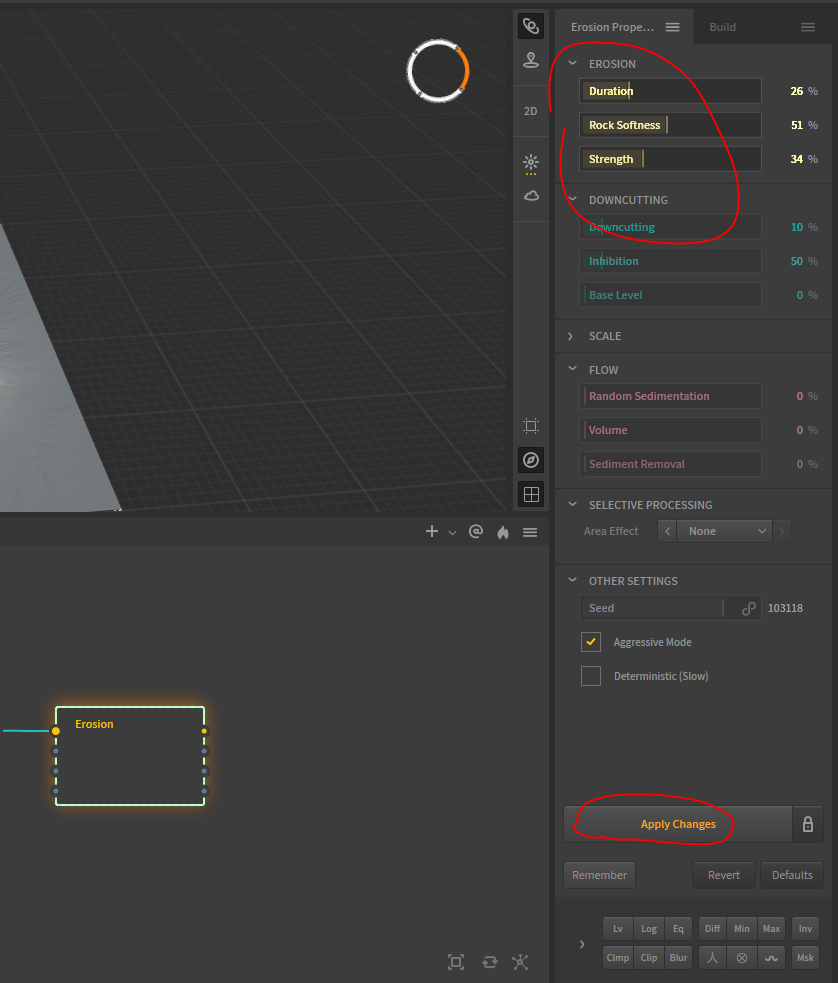 Erosion Prope...
Build
EROSION
Duration 26 %
Rock Softness 51 %
2D
Strength 34 %
DOWNCUTTING
Downcutting 10 %
Inhibition 50 %
Base Level 0 %
SCALE
FLOW
Random Sedimentation 0 %
Volume 0 %
Sediment Removal 0 %
SELECTIVE PROCESSING
Area Effect None
OTHER SETTINGS
Seed 103118
Aggressive Mode
Deterministic (Slow)
Erosion
Apply Changes
Remember Revert Defaults
Lv Log Eq Diff Min Max Inv
Clmp Clip Blur Msk